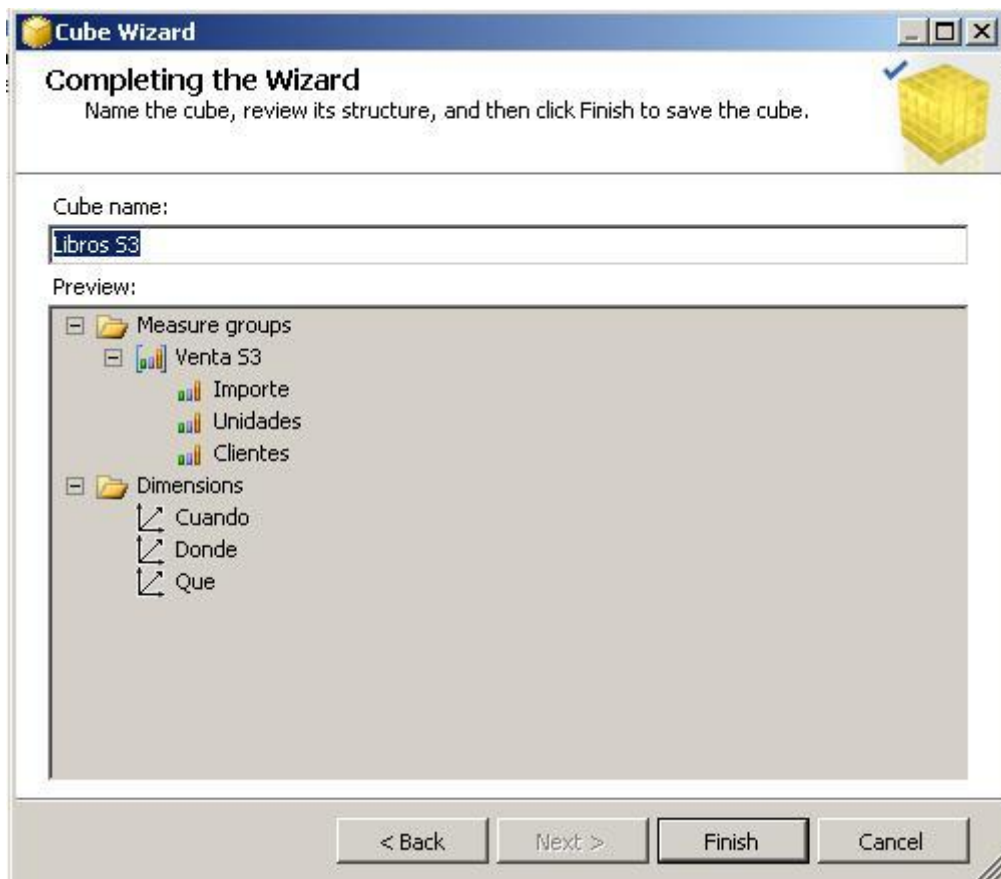 Cube Wizard
Completing the Wizard
Name the cube, review its structure, and then click Finish to save the cube.
Cube name:
Libros S3
Preview:
Measure groups
Venta S3
Importe
Unidades
Clientes
Dimensions
Cuando
Donde
Que
< Back Next > Finish Cancel